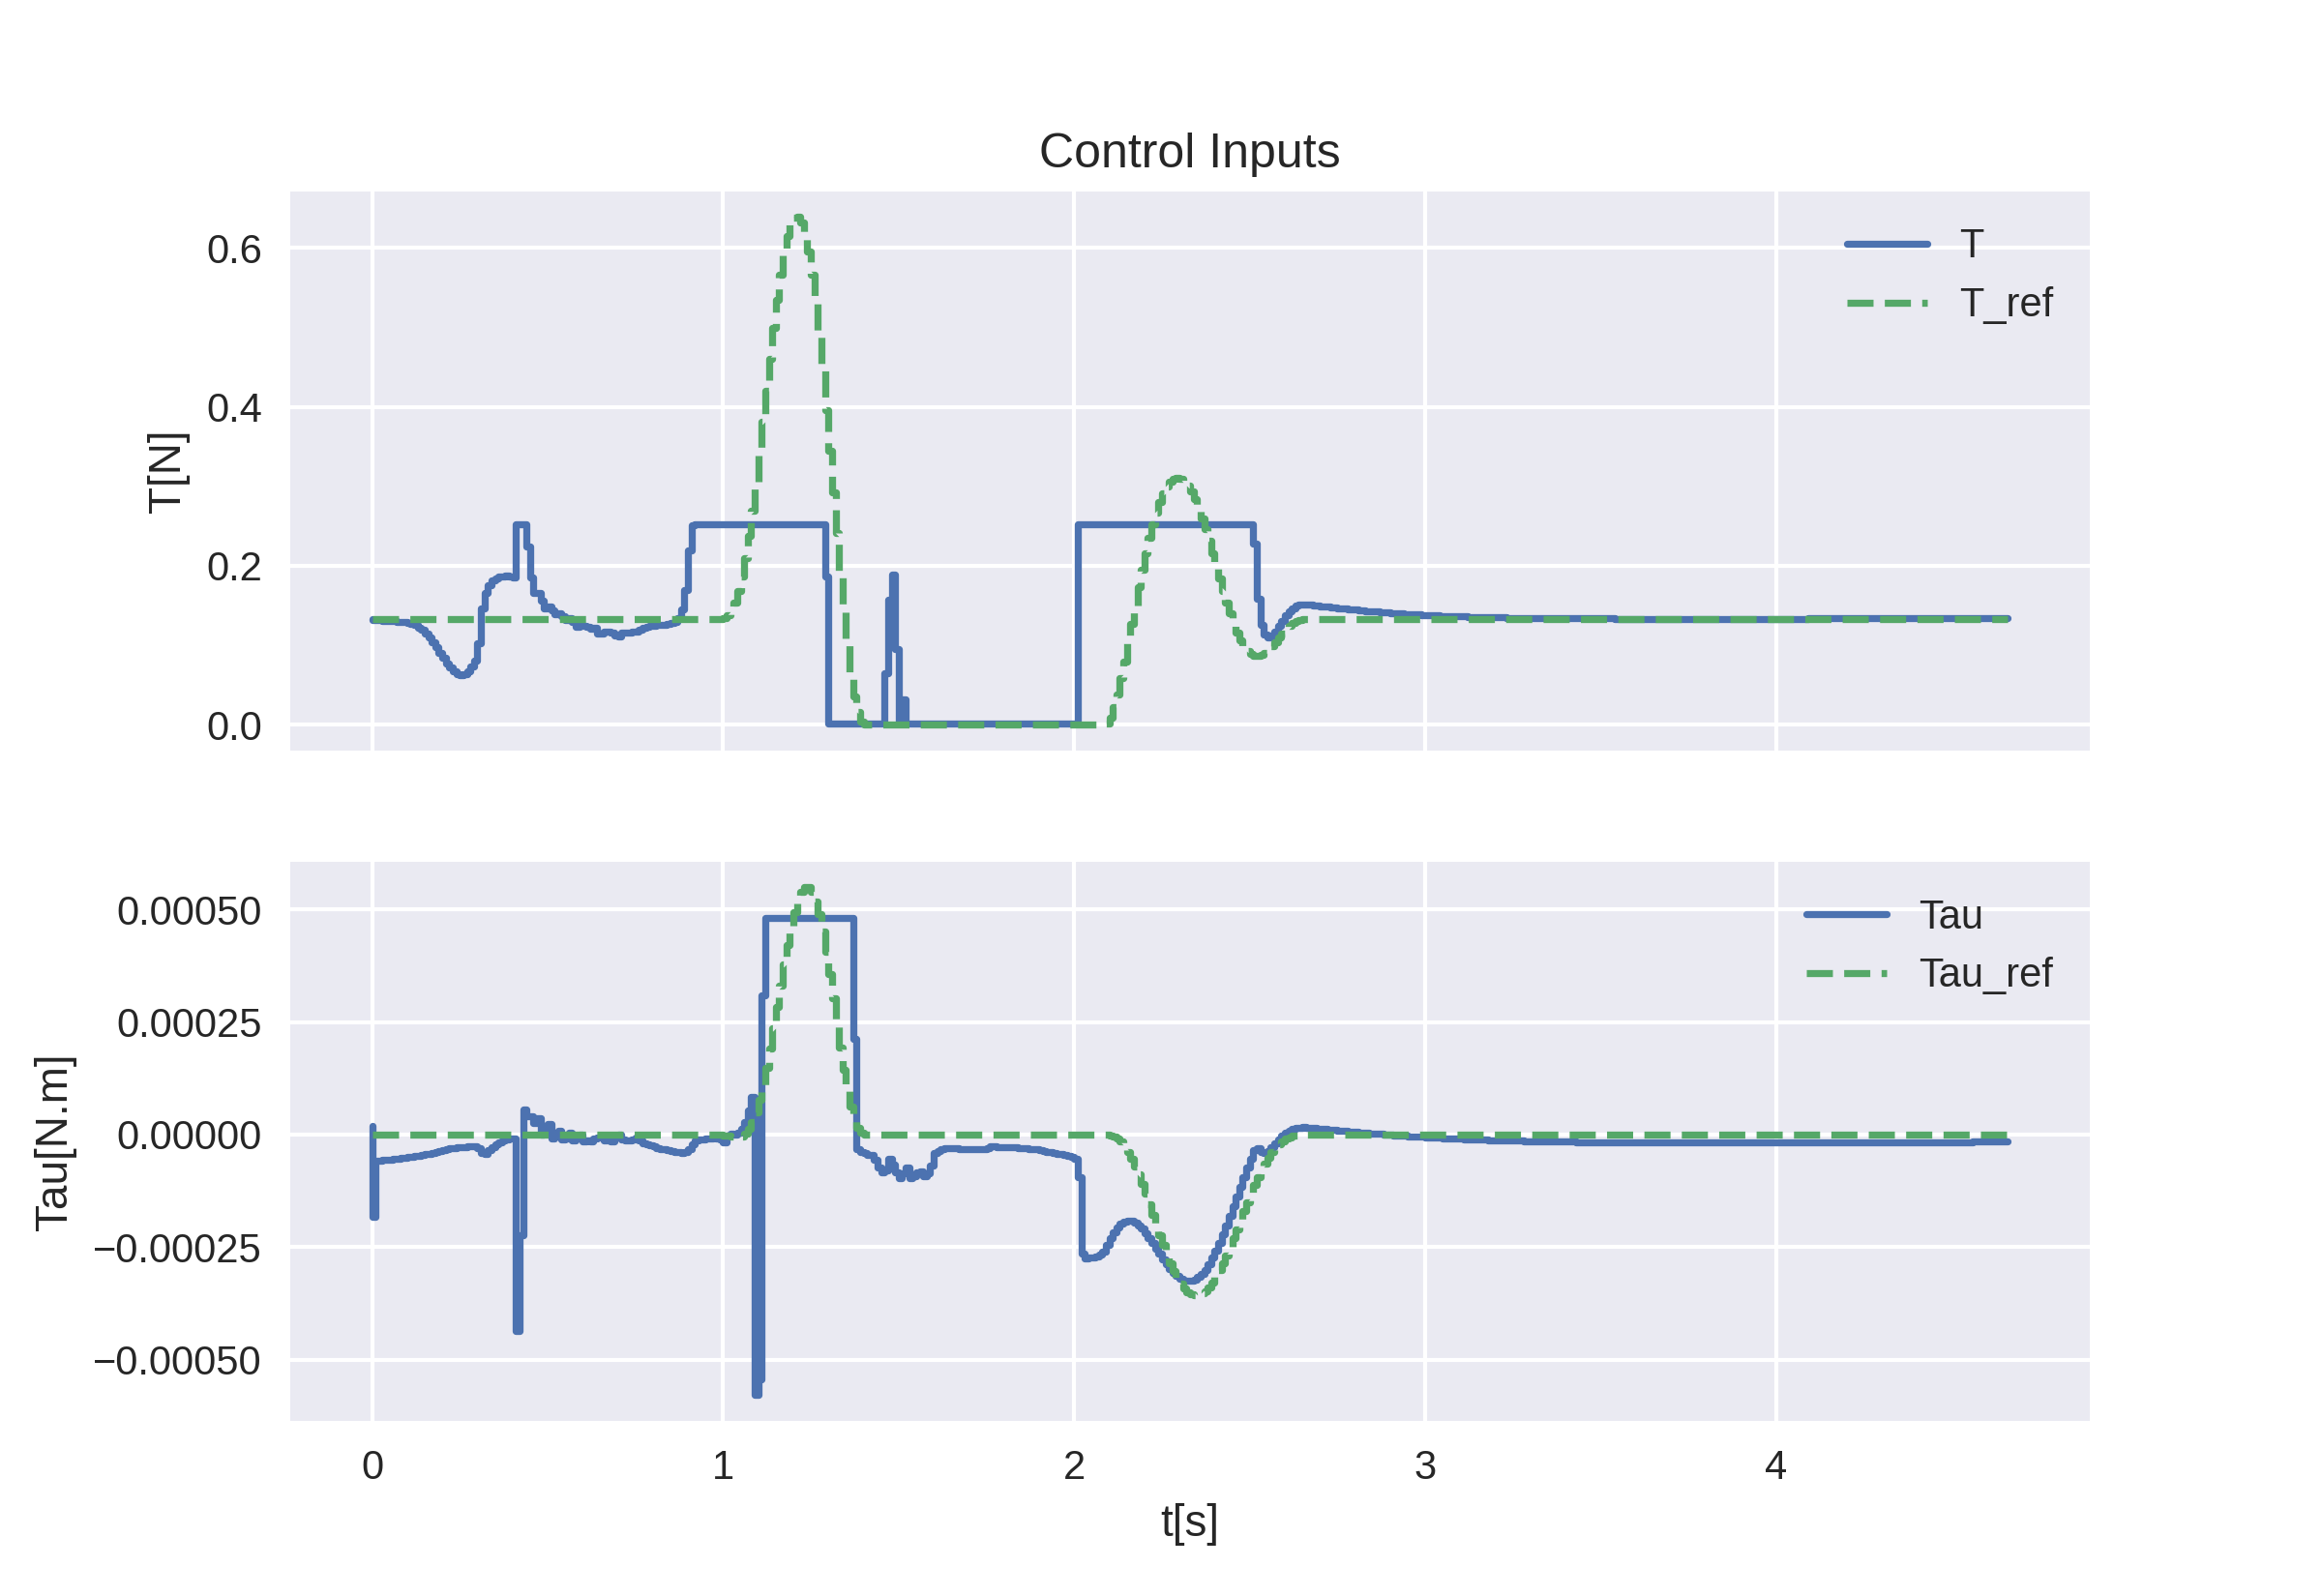 Control Inputs
T[N]
0.6
0.4
0.2
0.0
T
T_ref
Tau[N.m]
0.00050
0.00025
0.00000
−0.00025
−0.00050
Tau
Tau_ref
0 1 2 3 4
t[s]